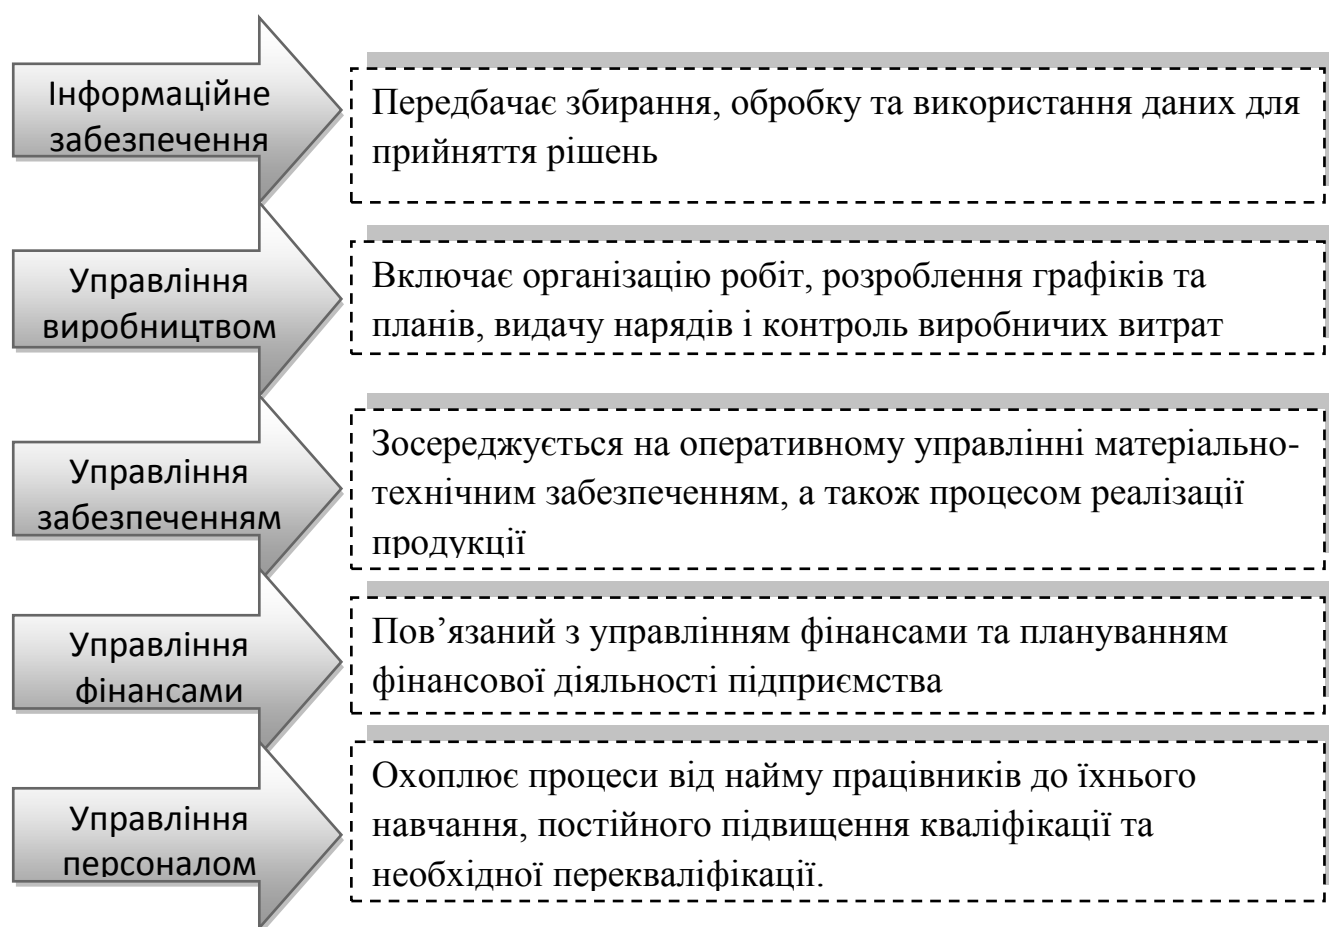 Інформаційне
забезпечення
Передбачає збирання, обробку та використання даних для
прийняття рішень
Управління
виробництвом
Включає організацію робіт, розроблення графіків та
планів, видачу нарядів і контроль виробничих витрат
Управління
забезпеченням
Зосереджується на оперативному управлінні матеріально-
технічним забезпеченням, а також процесом реалізації
продукції
Управління
фінансами
Пов’язаний з управлінням фінансами та плануванням
фінансової діяльності підприємства
Управління
персоналом
Охоплює процеси від найму працівників до їхнього
навчання, постійного підвищення кваліфікації та
необхідної перекваліфікації.